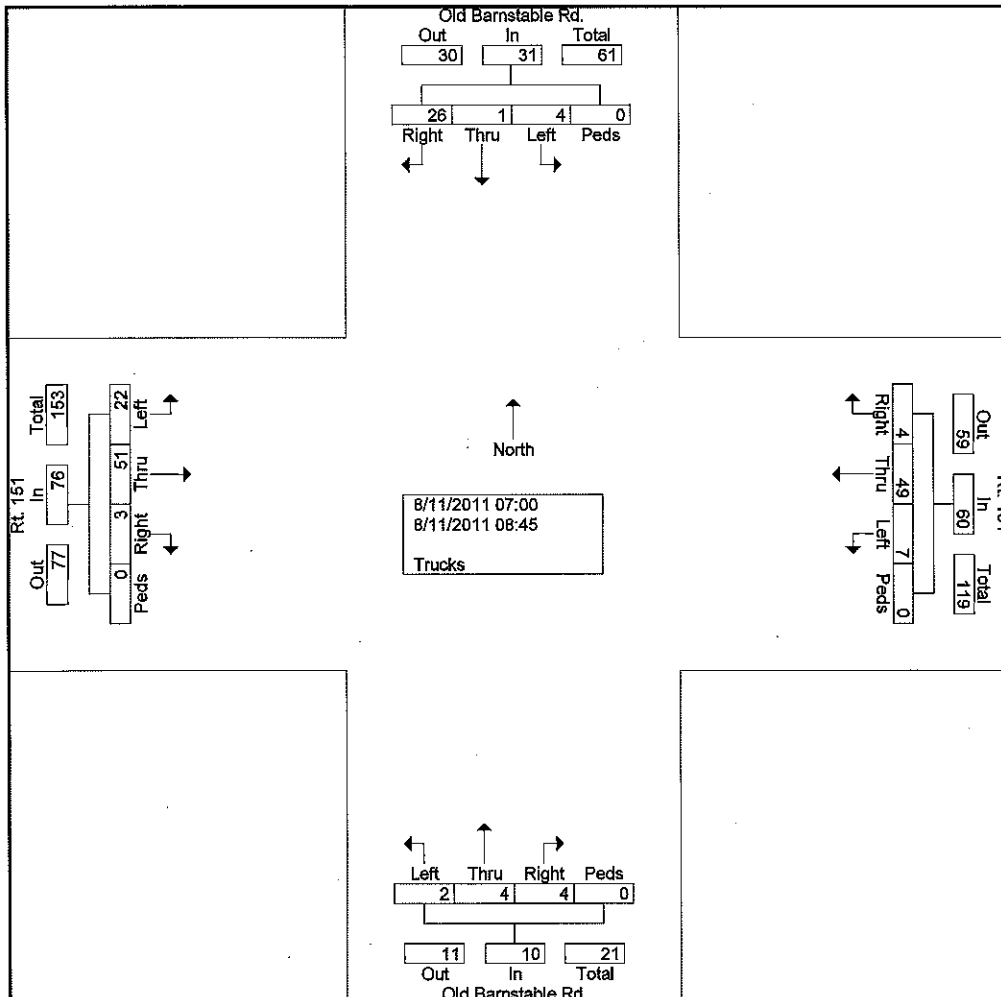 Old Barnstable Rd.
Out In Total
30 31 61
26 1 4 0
Right Thru Left Peds
North
8/11/2011 07:00
8/11/2011 08:45
Trucks
Rt. 151
Total In Out
153 76 77
22 51 3 0
Left Thru Right Peds
Out In Total
59 60 119
4 49 7 0
Right Thru Left Peds
Left Thru Right Peds
2 4 4 0
11 10 21
Out In Total
Old Barnstable Rd.